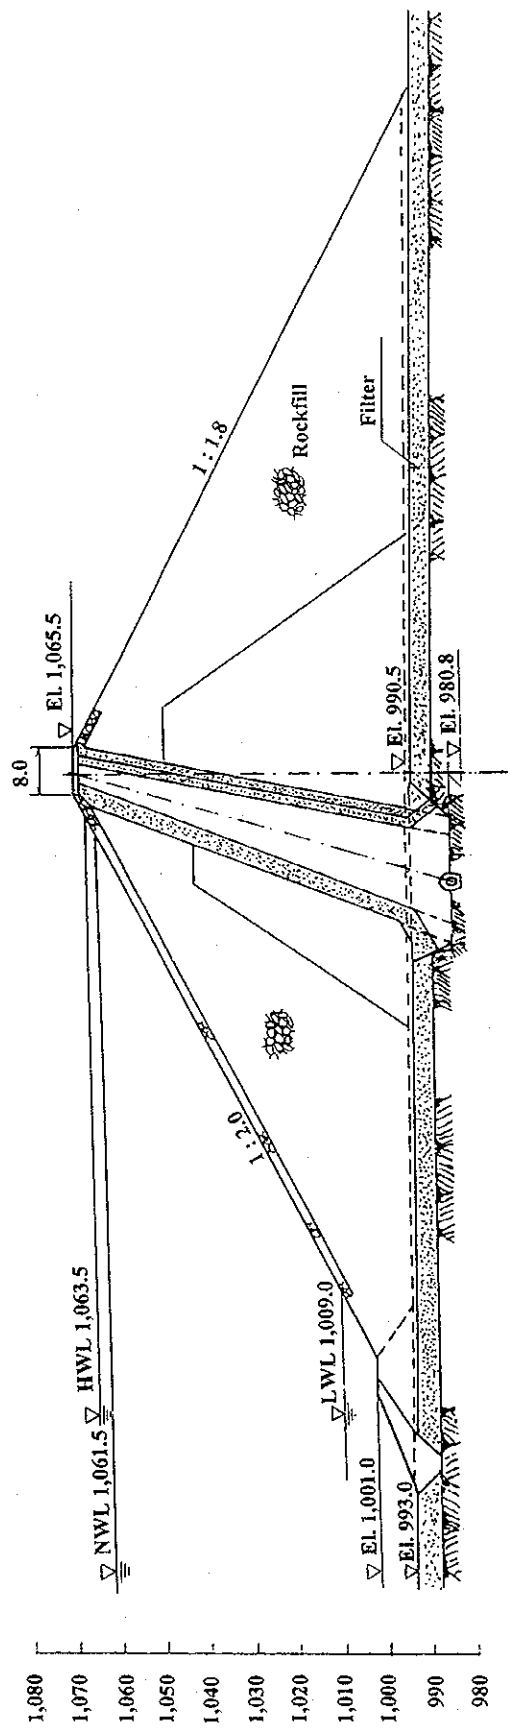 1,080
1,070
1,060
1,050
1,040
1,030
1,020
1,010
1,000
990
980
NWL 1,061.5
HWL 1,063.5
LWL 1,009.0
El. 1,001.0
El. 993.0
1 : 2.0
8.0
El. 1,065.5
El. 990.5
El. 980.8
1 : 1.8
Rockfill
Filter